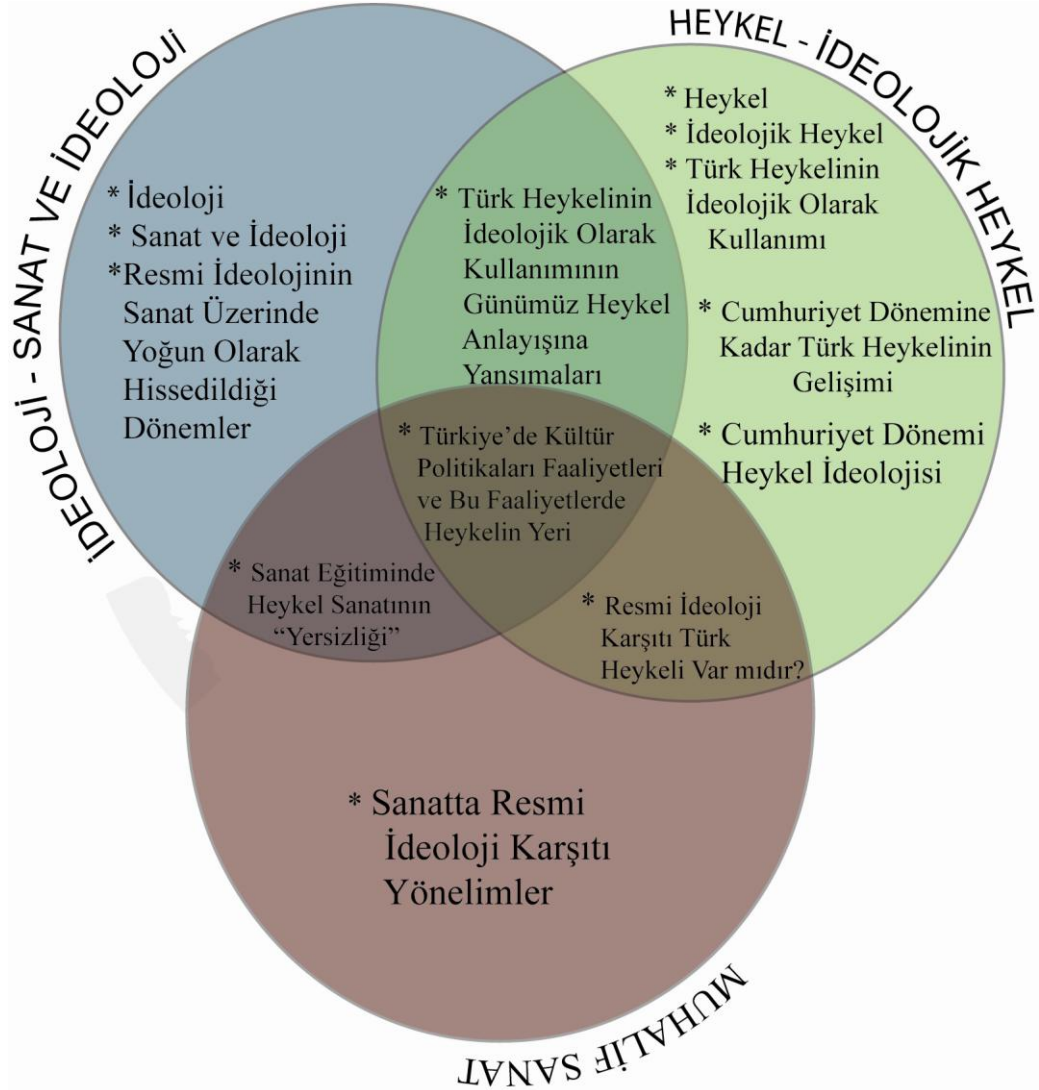 İDEOLOJİ - SANAT VE İDEOLOJİ
HEYKEL - İDEOLOJİK HEYKEL
* İdeoloji
* Sanat ve İdeoloji
*Resmi İdeolojinin
Sanat Üzerinde
Yoğun Olarak
Hissedildiği
Dönemler
* Türk Heykelinin
İdeolojik Olarak
Kullanımının
Günümüz Heykel
Anlayışına
Yansımaları
* Heykel
* İdeolojik Heykel
* Türk Heykelinin
İdeolojik Olarak
Kullanımı
* Cumhuriyet Dönemine
Kadar Türk Heykelinin
Gelişimi
* Cumhuriyet Dönemi
Heykel İdeolojisi
* Türkiye’de Kültür
Politikaları Faaliyetleri
ve Bu Faaliyetlerde
Heykelin Yeri
* Sanat Eğitiminde
Heykel Sanatının
“Yersizliği”
* Resmi İdeoloji
Karşıtı Türk
Heykeli Var mıdır?
* Sanatta Resmi
İdeoloji Karşıtı
Yönelimler
MUHALİF SANAT